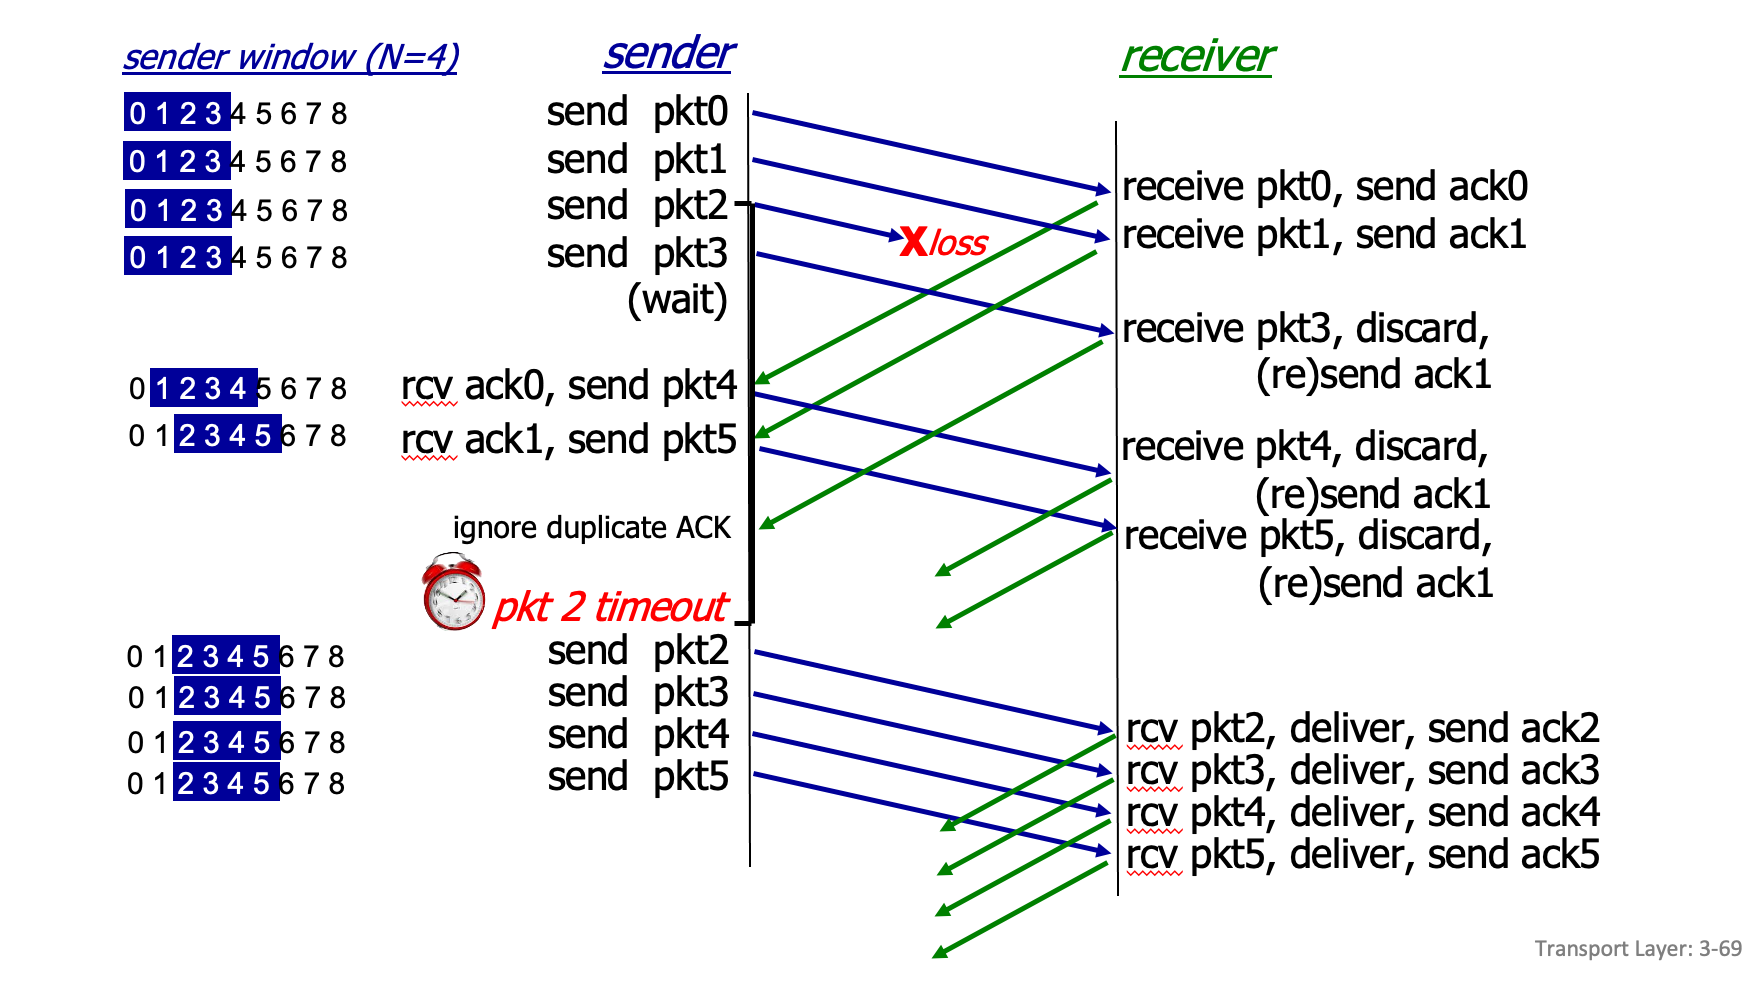 sender window (N=4) sender receiver
0 1 2 3 4 5 6 7 8 send pkt0
0 1 2 3 4 5 6 7 8 send pkt1
receive pkt0, send ack0
0 1 2 3 4 5 6 7 8 send pkt2
receive pkt1, send ack1
X loss
0 1 2 3 4 5 6 7 8 send pkt3
(wait)
receive pkt3, discard,
(re)send ack1
0 1 2 3 4 5 6 7 8 rcv ack0, send pkt4
0 1 2 3 4 5 6 7 8 rcv ack1, send pkt5
receive pkt4, discard,
(re)send ack1
ignore duplicate ACK
receive pkt5, discard,
(re)send ack1
pkt 2 timeout
0 1 2 3 4 5 6 7 8 send pkt2
0 1 2 3 4 5 6 7 8 send pkt3
0 1 2 3 4 5 6 7 8 send pkt4
0 1 2 3 4 5 6 7 8 send pkt5
rcv pkt2, deliver, send ack2
rcv pkt3, deliver, send ack3
rcv pkt4, deliver, send ack4
rcv pkt5, deliver, send ack5
Transport Layer: 3-69